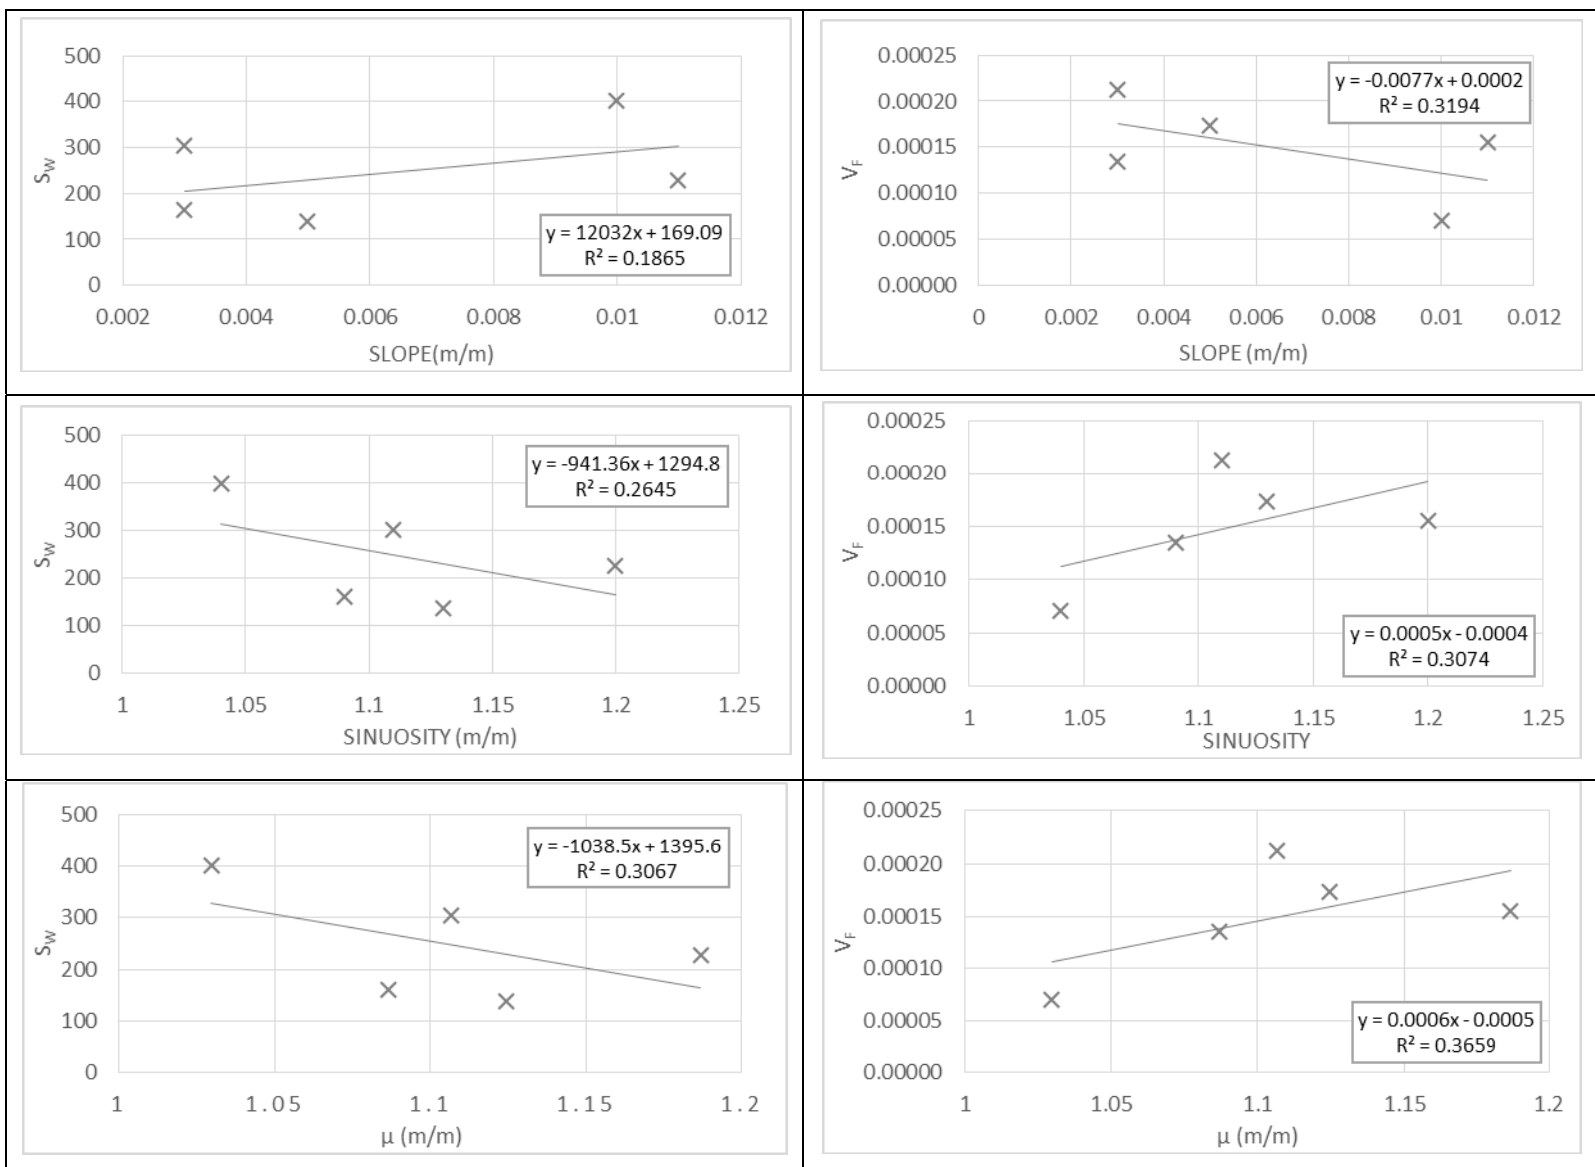 500
400
300
200
100
0
S_W
0.002 0.004 0.006 0.008 0.01 0.012
SLOPE(m/m)
y = 12032x + 169.09
R² = 0.1865
0.00025
0.00020
0.00015
0.00010
0.00005
0.00000
V_F
0 0.002 0.004 0.006 0.008 0.01 0.012
SLOPE (m/m)
y = -0.0077x + 0.0002
R² = 0.3194
500
400
300
200
100
0
S_W
1 1.05 1.1 1.15 1.2 1.25
SINUOSITY (m/m)
y = -941.36x + 1294.8
R² = 0.2645
0.00025
0.00020
0.00015
0.00010
0.00005
0.00000
V_F
1 1.05 1.1 1.15 1.2 1.25
SINUOSITY
y = 0.0005x - 0.0004
R² = 0.3074
500
400
300
200
100
0
S_W
1 1.05 1.1 1.15 1.2
μ (m/m)
y = -1038.5x + 1395.6
R² = 0.3067
0.00025
0.00020
0.00015
0.00010
0.00005
0.00000
V_F
1 1.05 1.1 1.15 1.2
μ (m/m)
y = 0.0006x - 0.0005
R² = 0.3659